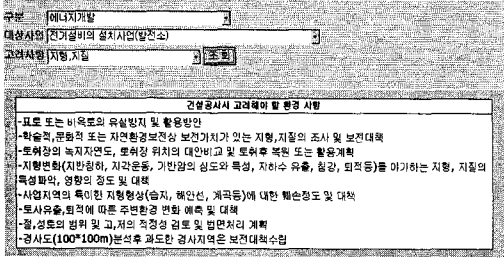 구분 에너지개발
대상사업 전기설비의 설치사업(발전소)
고려사항 지형,지질 조회
건설공사시 고려해야 할 환경 사항
-표토 또는 비옥토의 유실방지 및 활용방안
-학술적,문화적 또는 자연환경보전상 보전가치가 있는 지형,지질의 조사 및 보전대책
-토취장의 녹지자연도, 토취장 위치의 대안비교 및 토취후 복원 또는 활용계획
-지형변화(지반침하, 지각운동, 기반암의 심도와 특성, 지하수 유출, 침강, 퇴적등)를 야기하는 지형, 지질의
특성파악, 영향의 정도 및 대책
-사업지역의 특이한 지형형상(습지, 해안선, 계곡등)에 대한 훼손정도 및 대책
-토사유출,퇴적에 따른 주변환경 변화 예측 및 대책
-절,성토의 범위 및 고,저의 적정성 검토 및 법면처리 계획
-경사도(100*100m)분석후 과도한 경사지역은 보전대책수립